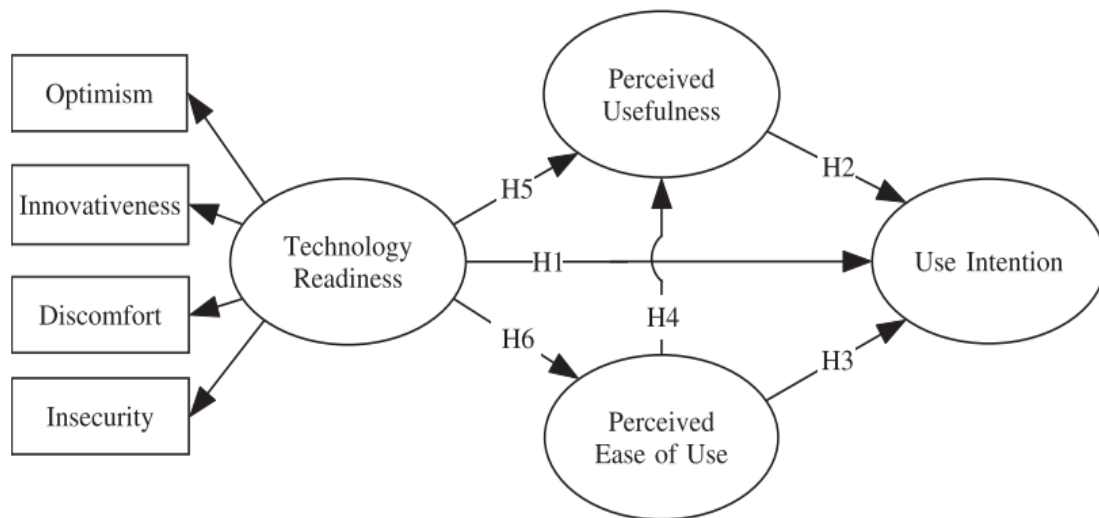 Optimism
Innovativeness
Discomfort
Insecurity
Technology
Readiness
Perceived
Usefulness
Perceived
Ease of Use
Use Intention
H5
H2
H1
H4
H6
H3